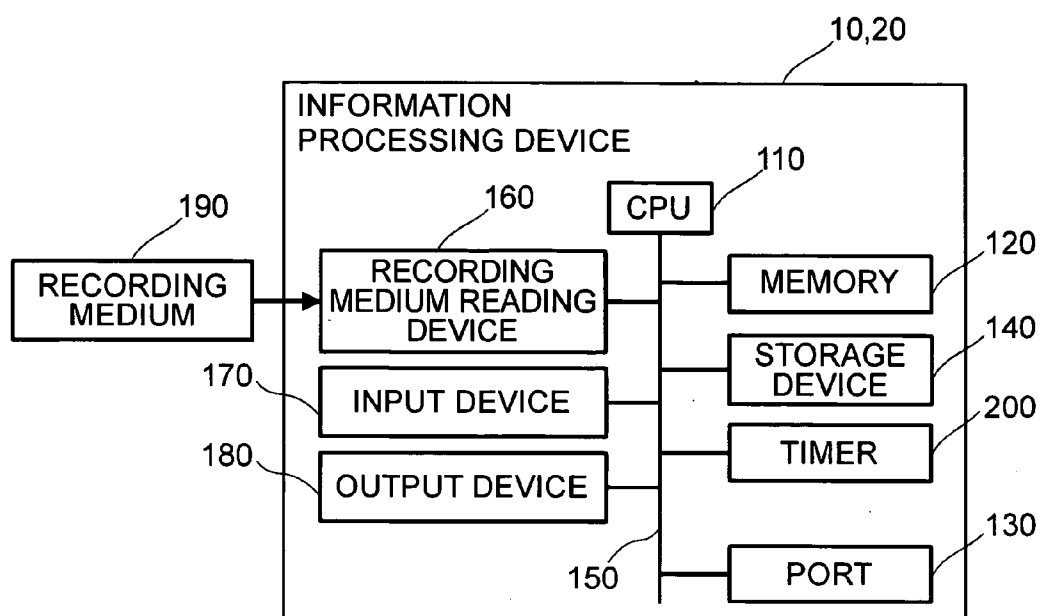 10,20
INFORMATION
PROCESSING DEVICE
110
CPU
160
190
RECORDING
MEDIUM READING
DEVICE
RECORDING
MEDIUM
120
MEMORY
140
STORAGE
DEVICE
170
INPUT DEVICE
200
TIMER
180
OUTPUT DEVICE
150
130
PORT